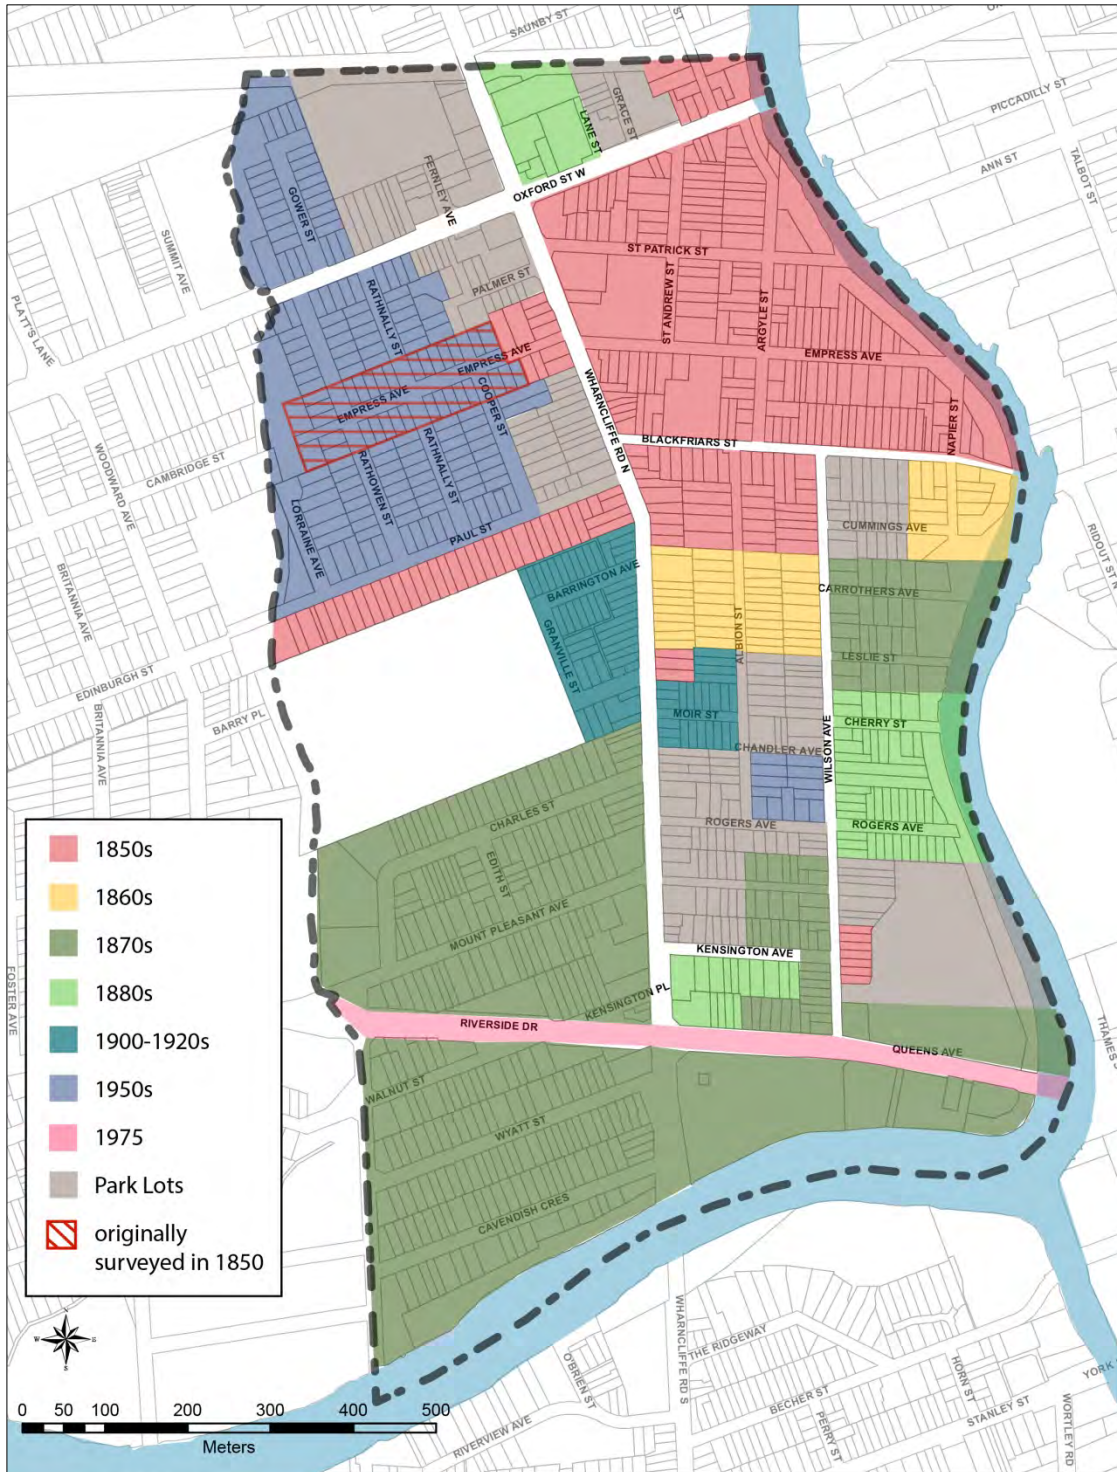 SAUNBY ST
PICCADILLY ST
ANN ST
TALBOT ST
GRACE ST
LANE ST
OXFORD ST W
FERNLEY AVE
GOWER ST
SUMMIT AVE
PLATT'S LANE
ST PATRICK ST
ST ANDREW ST
ARGYLE ST
PALMER ST
RATHNALLY ST
EMPRESS AVE
EMPRESS AVE
EMPRESS AVE
COOPER ST
WHARNCLIFFE RD N
NAPIER ST
BLACKFRIARS ST
RATHNALLY ST
RATHOWEN ST
CAMBRIDGE ST
WOODWARD AVE
LORRAINE AVE
PAUL ST
CUMMINGS AVE
RIDOUT ST N
BARRINGTON AVE
CARROTHERS AVE
BRITANNIA AVE
GRANVILLE ST
ALBION ST
LESLIE ST
EDINBURGH ST
BARRY PL
BRITANNIA AVE
MOIR ST
CHERRY ST
CHANDLER AVE
WILSON AVE
CHARLES ST
ROGERS AVE
ROGERS AVE
EDITH ST
MOUNT PLEASANT AVE
KENSINGTON AVE
KENSINGTON PL
FOSTER AVE
RIVERSIDE DR
QUEENS AVE
THAMES S
WALNUT ST
WYATT ST
CAVENDISH CRES
1850s
1860s
1870s
1880s
1900-1920s
1950s
1975
Park Lots
originally
surveyed in 1850
N
W
S
WHARNCLIFFE RD S
THE RIDGEWAY
O'BRIEN ST
BECHER ST
HORN ST
YORK
STANLEY ST
PERRY ST
WORTLEY RD
RIVERVIEW AVE
0 50 100 200 300 400 500
Meters